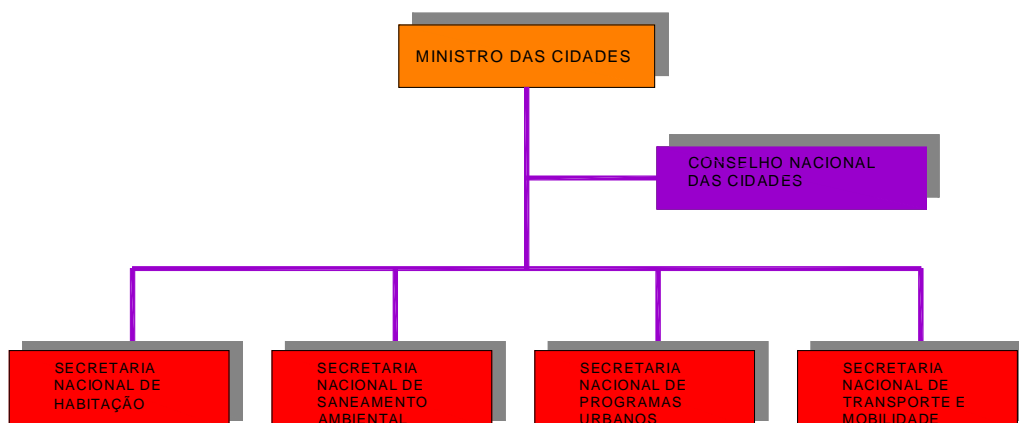 MINISTRO DAS CIDADES
CONSELHO NACIONAL
DAS CIDADES
SECRETARIA
NACIONAL DE
HABITAÇÃO
SECRETARIA
NACIONAL DE
SANEAMENTO
AMBIENTAL
SECRETARIA
NACIONAL DE
PROGRAMAS
URBANOS
SECRETARIA
NACIONAL DE
TRANSPORTE E
MOBILIDADE